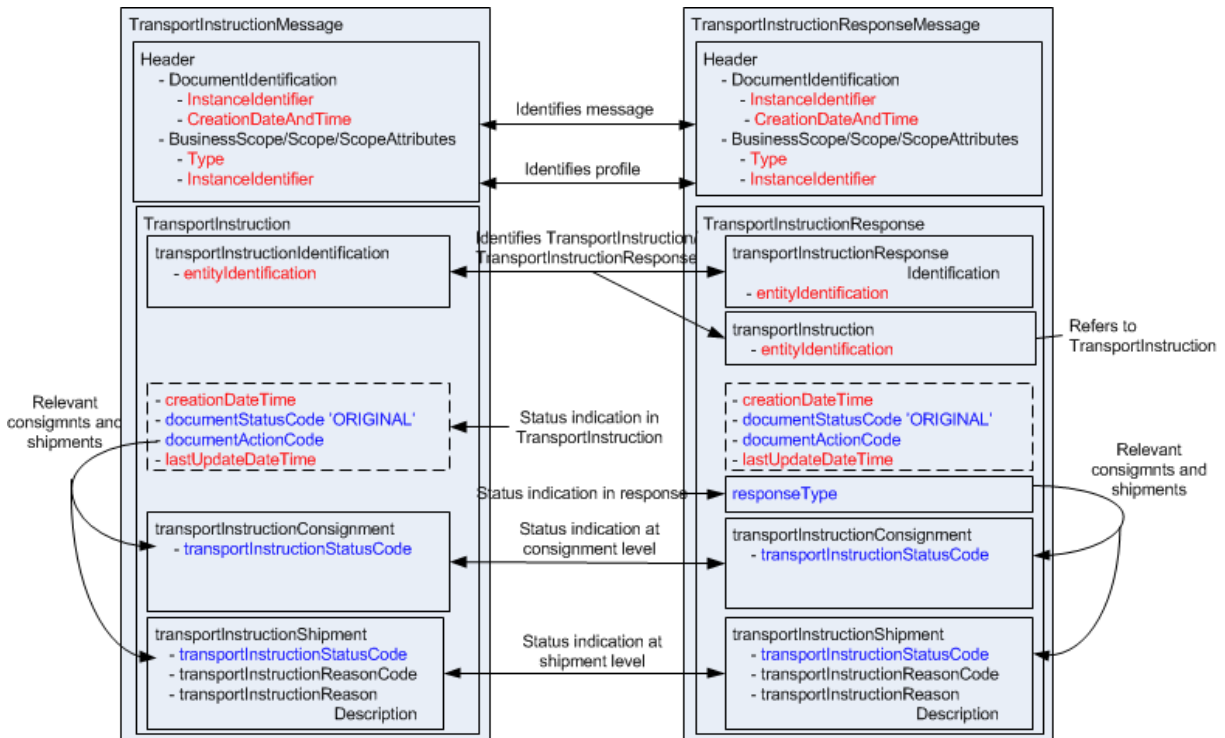 TransportInstructionMessage
Header
- DocumentIdentification
- InstanceIdentifier
- CreationDateAndTime
- BusinessScope/Scope/ScopeAttributes
- Type
- InstanceIdentifier
TransportInstruction
transportInstructionIdentification
- entityIdentification
- creationDateTime
- documentStatusCode 'ORIGINAL'
- documentActionCode
- lastUpdateDateTime
transportInstructionConsignment
- transportInstructionStatusCode
transportInstructionShipment
- transportInstructionStatusCode
- transportInstructionReasonCode
- transportInstructionReason
Description
Relevant
consigmnts and
shipments
Identifies message
Identifies profile
Identifies TransportInstruction/
TransportInstructionResponse
Status indication in
TransportInstruction
Status indication in response
Status indication at
consignment level
Status indication at
shipment level
TransportInstructionResponseMessage
Header
- DocumentIdentification
- InstanceIdentifier
- CreationDateAndTime
- BusinessScope/Scope/ScopeAttributes
- Type
- InstanceIdentifier
TransportInstructionResponse
transportInstructionResponse
Identification
- entityIdentification
transportInstruction
- entityIdentification
- creationDateTime
- documentStatusCode 'ORIGINAL'
- documentActionCode
- lastUpdateDateTime
responseType
transportInstructionConsignment
- transportInstructionStatusCode
transportInstructionShipment
- transportInstructionStatusCode
- transportInstructionReasonCode
- transportInstructionReason
Description
Refers to
TransportInstruction
Relevant
consigmnts and
shipments